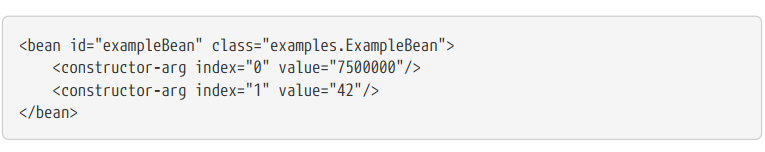 <bean id="exampleBean" class="examples.ExampleBean">
    <constructor-arg index="0" value="7500000"/>
    <constructor-arg index="1" value="42"/>
</bean>